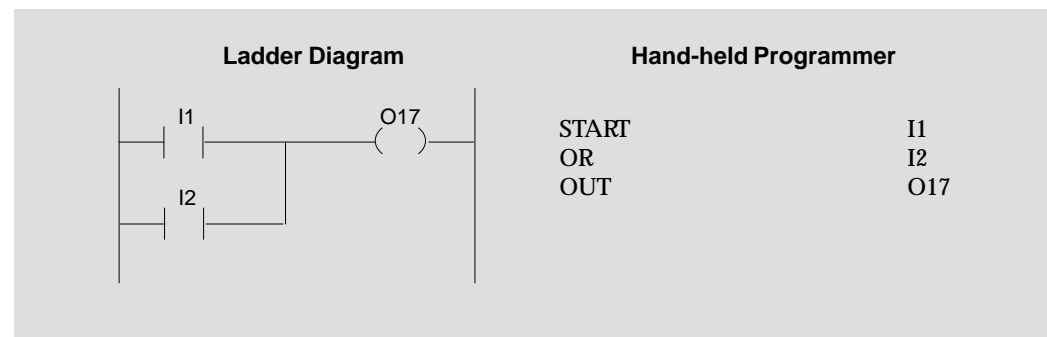 Ladder Diagram
I1
O17
I2
Hand-held Programmer
START I1
OR I2
OUT O17